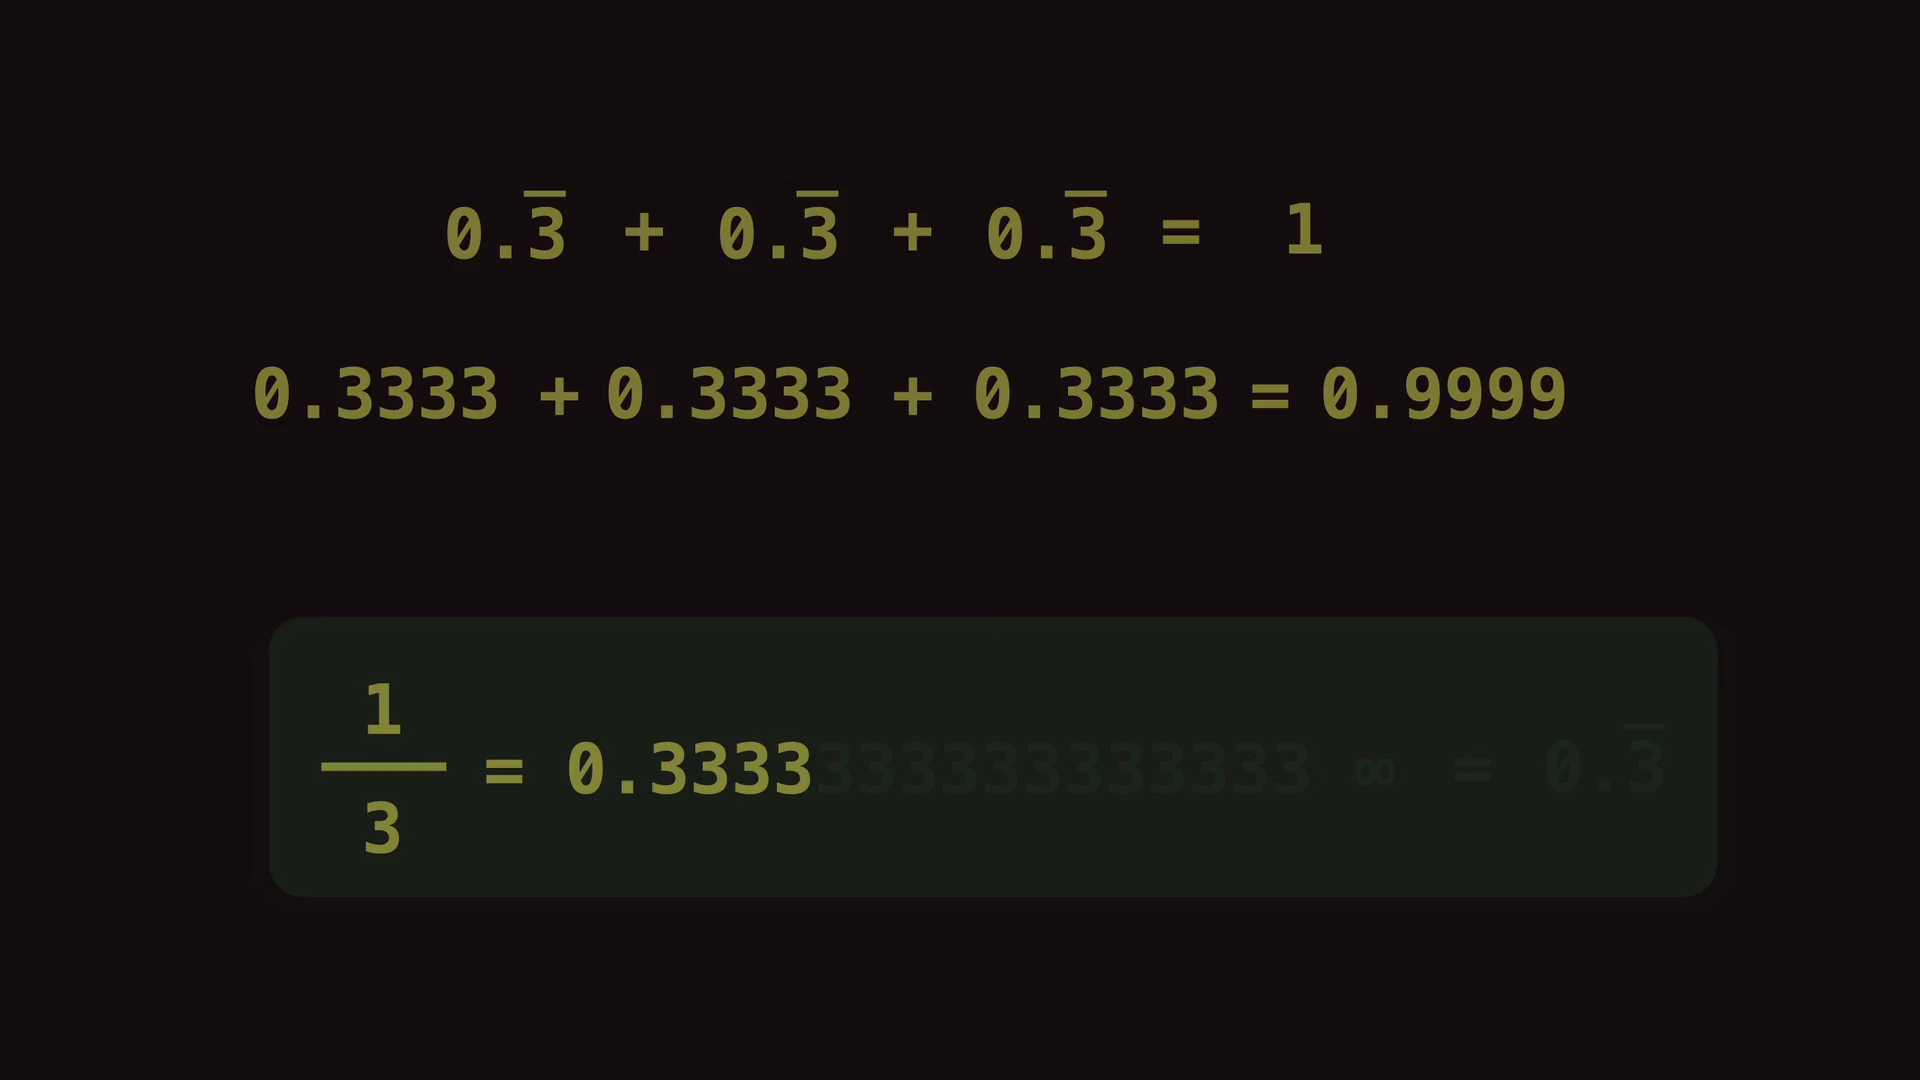 0.3̅ + 0.3̅ + 0.3̅ = 1
0.3333 + 0.3333 + 0.3333 = 0.9999
1
= 0.3333333333333333 ∞ = 0.3̅
3